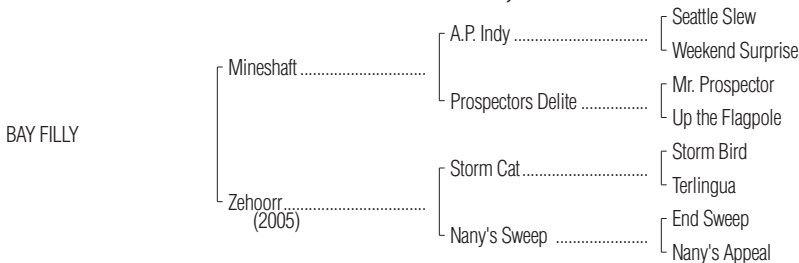 Seattle Slew
A.P. Indy ..................................
Weekend Surprise
Mineshaft ................................
Mr. Prospector
Prospectors Delite .................
Up the Flagpole
BAY FILLY
Storm Bird
Storm Cat................................
Terlingua
Zehoorr....................................
(2005)
End Sweep
Nany's Sweep .......................
Nany's Appeal